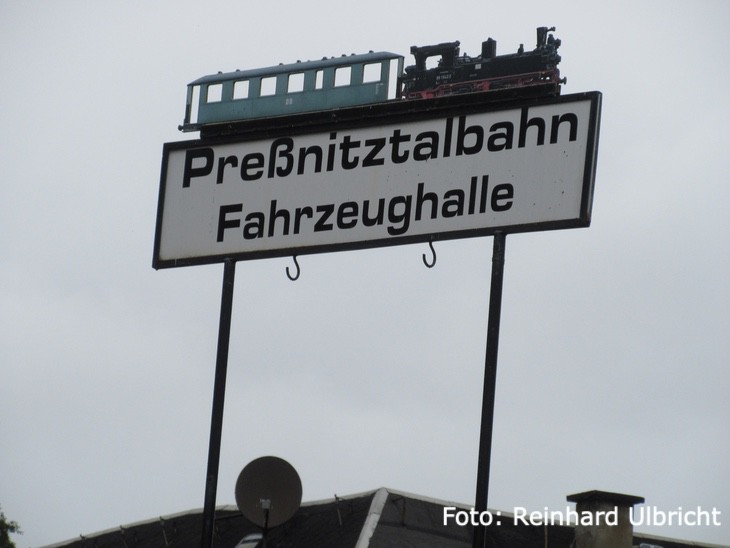 Preßnitztalbahn
Fahrzeughalle
Foto: Reinhard Ulbricht